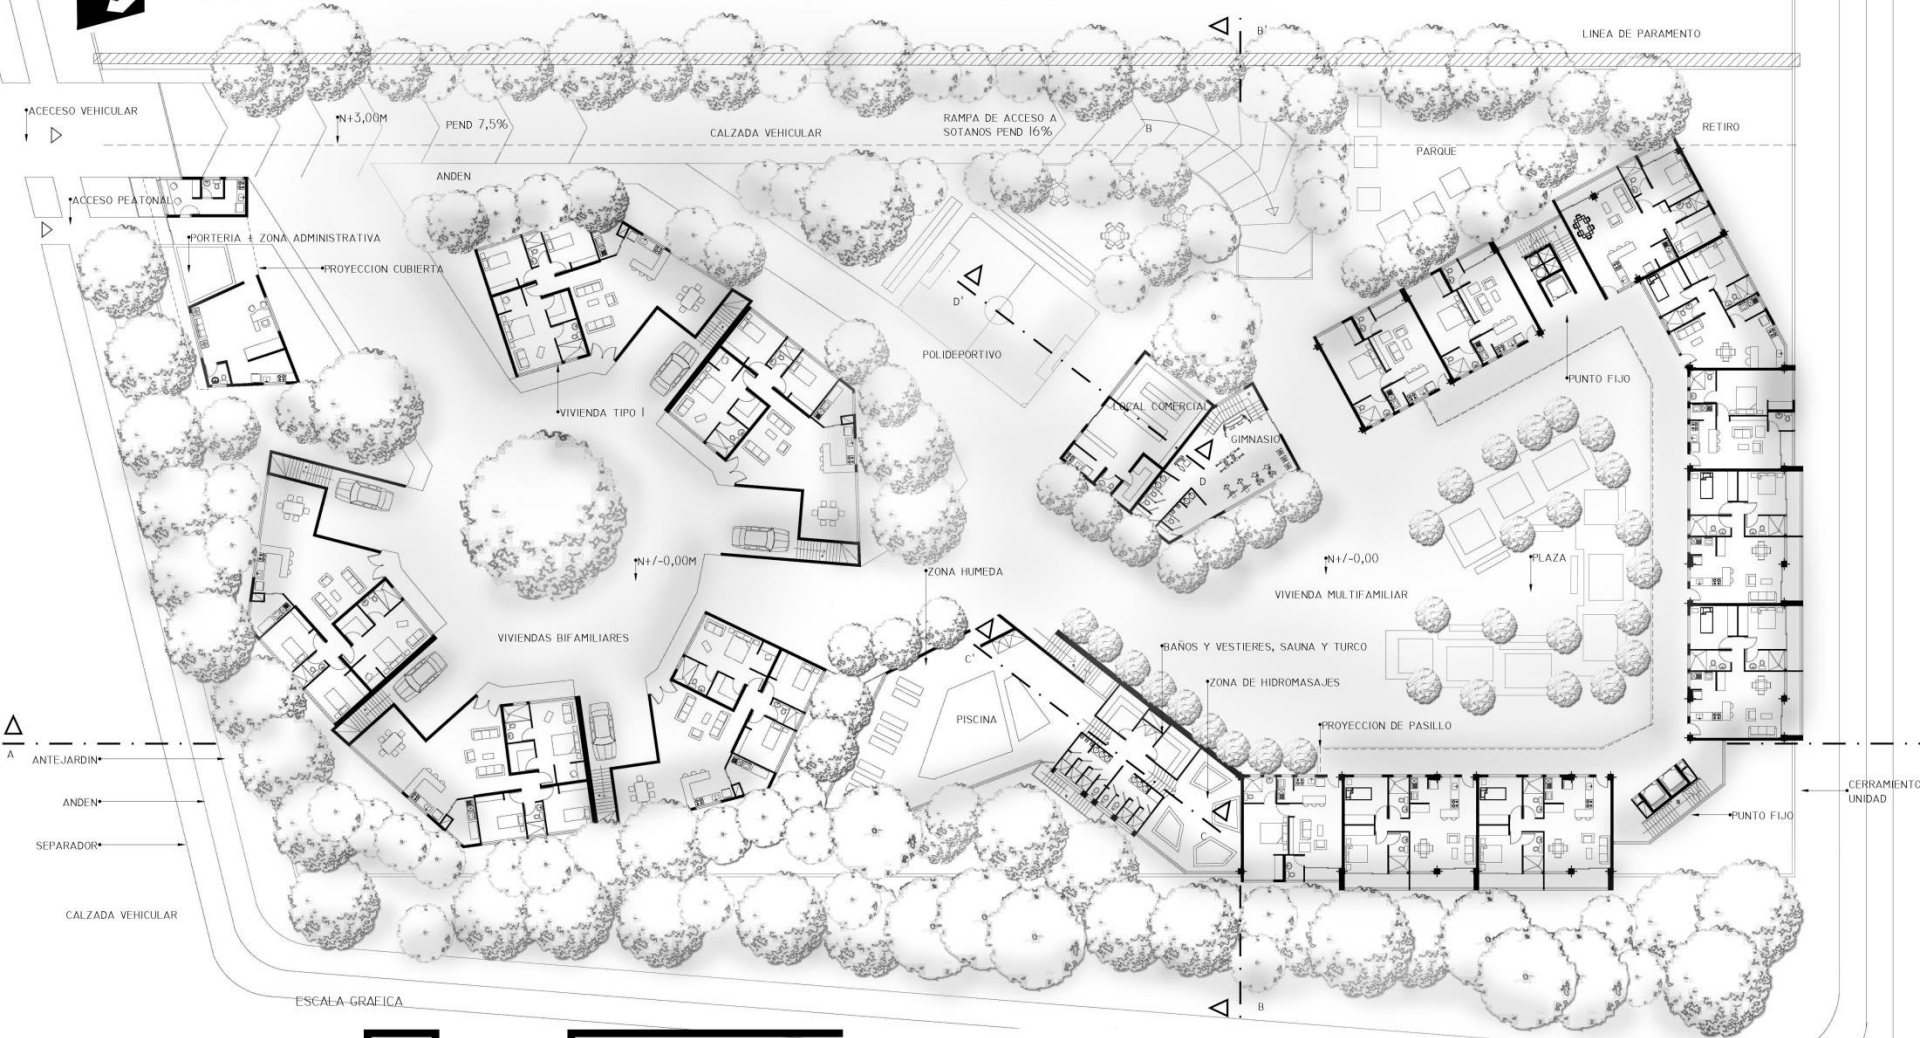 B'
LINEA DE PARAMENTO
ACECESO VEHICULAR
N+3,00M
PEND 7,5%
CALZADA VEHICULAR
RAMPA DE ACCESO A
SOTANOS PEND 16%
B
RETIRO
PARQUE
ANDEN
ACCESO PEATONAL
PORTERIA + ZONA ADMINISTRATIVA
PROYECCION CUBIERTA
D'
POLIDEPORTIVO
PUNTO FIJO
VIVIENDA TIPO I
LOCAL COMERCIAL
GIMNASIO
D
N+/-0,00M
ZONA HUMEDA
N+/-0,00
PLAZA
VIVIENDA MULTIFAMILIAR
VIVIENDAS BIFAMILIARES
BAÑOS Y VESTIERES, SAUNA Y TURCO
C'
ZONA DE HIDROMASAJES
PISCINA
PROYECCION DE PASILLO
A
ANTEJARDIN
CERRAMIENTO
UNIDAD
ANDEN
PUNTO FIJO
C
SEPARADOR
CALZADA VEHICULAR
ESCALA GRAFICA
B